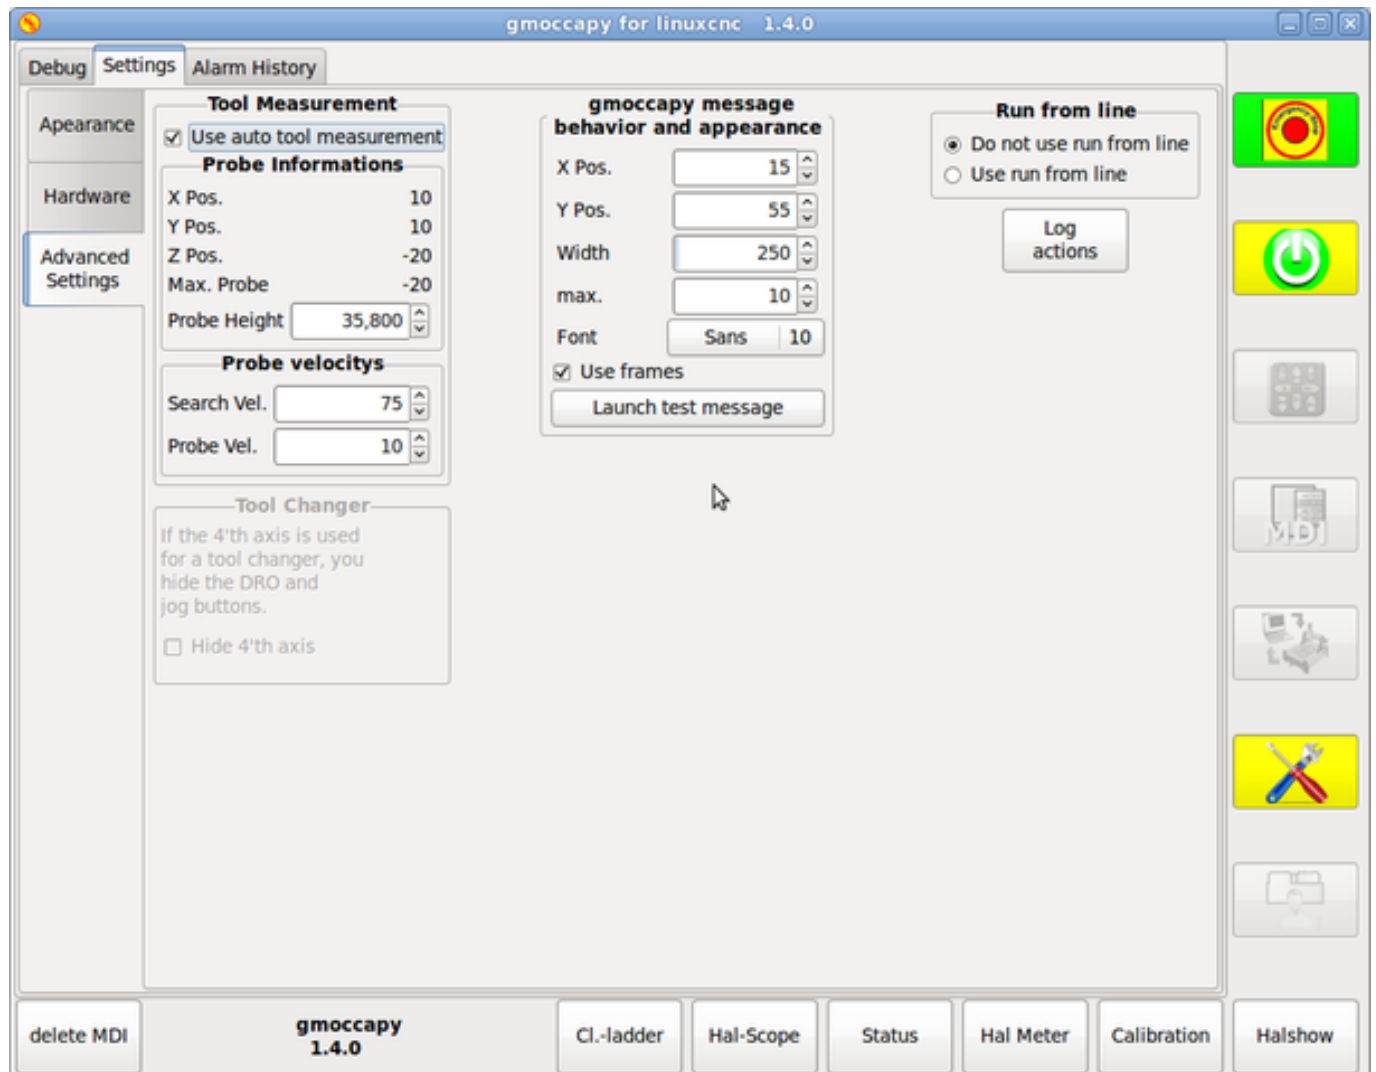 gmoccapy for linuxcnc 1.4.0
Debug
Settings
Alarm History
Apearance
Hardware
Advanced
Settings
Tool Measurement
Use auto tool measurement
Probe Informations
X Pos. 10
Y Pos. 10
Z Pos. -20
Max. Probe -20
Probe Height 35,800
Probe velocitys
Search Vel. 75
Probe Vel. 10
Tool Changer
If the 4'th axis is used
for a tool changer, you
hide the DRO and
jog buttons.
Hide 4'th axis
gmoccapy message
behavior and appearance
X Pos. 15
Y Pos. 55
Width 250
max. 10
Font Sans 10
Use frames
Launch test message
Run from line
Do not use run from line
Use run from line
Log
actions
MDI
delete MDI
gmoccapy
1.4.0
Cl.-ladder
Hal-Scope
Status
Hal Meter
Calibration
Halshow